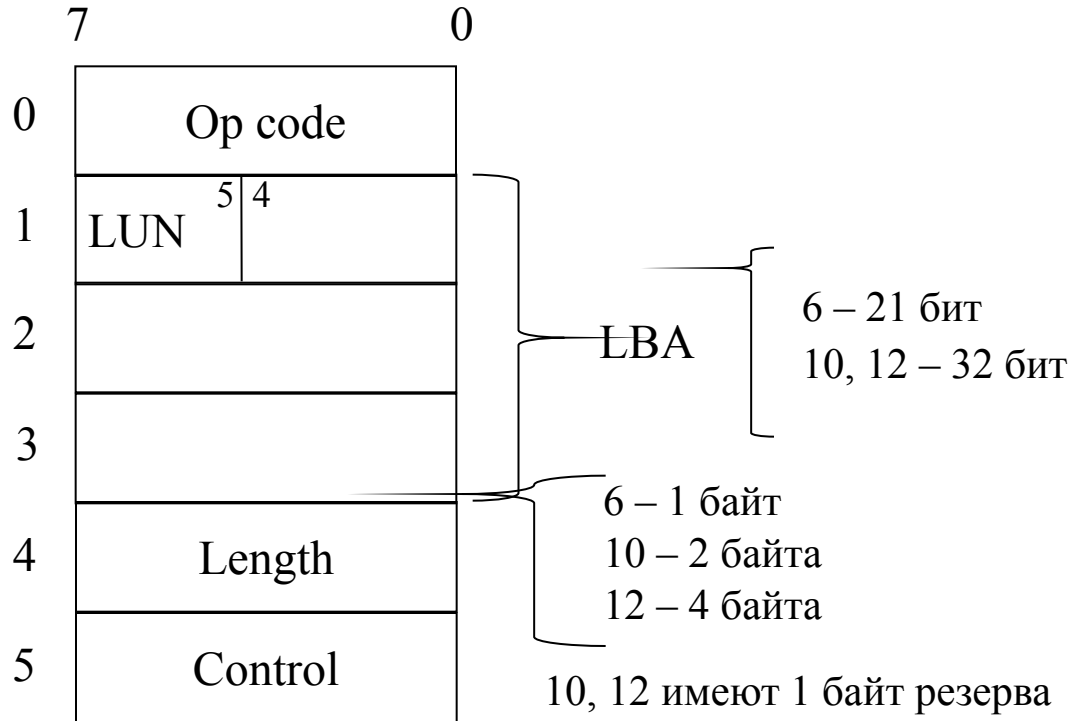 7 0
0 Op code
1 LUN 5 4
2
LBA
6 – 21 бит
10, 12 – 32 бит
3
6 – 1 байт
10 – 2 байта
12 – 4 байта
4 Length
5 Control
10, 12 имеют 1 байт резерва